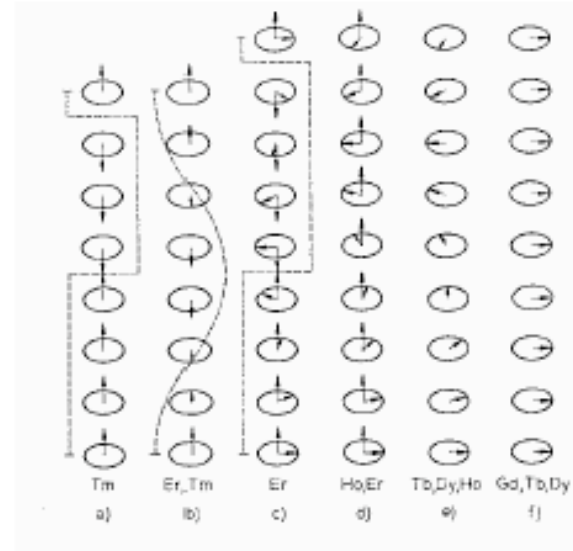 Tm Er,Tm Er Ho,Er Tb,Dy,Ho Gd,Tb,Dy
a) b) c) d) e) f)